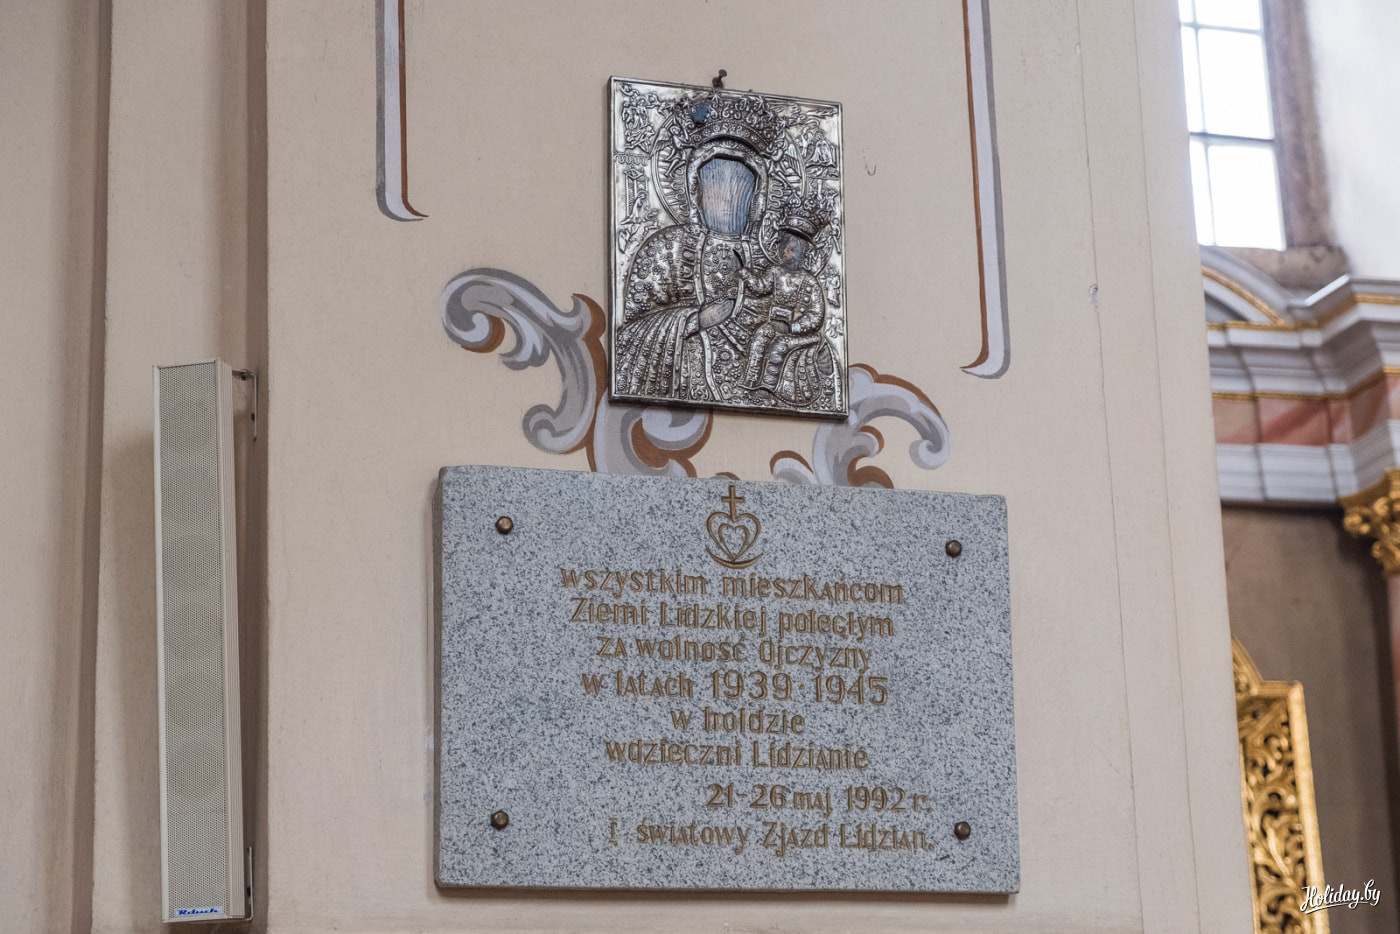 wszystkim mieszkańcom
Ziemi Lidzkiej poległym
za wolność Ojczyzny
w latach 1939-1945
w hołdzie
wdzięczni Lidzianie
21-26 maj 1992 r.
I światowy Zjazd Lidzian.
Rduch
Holiday.by